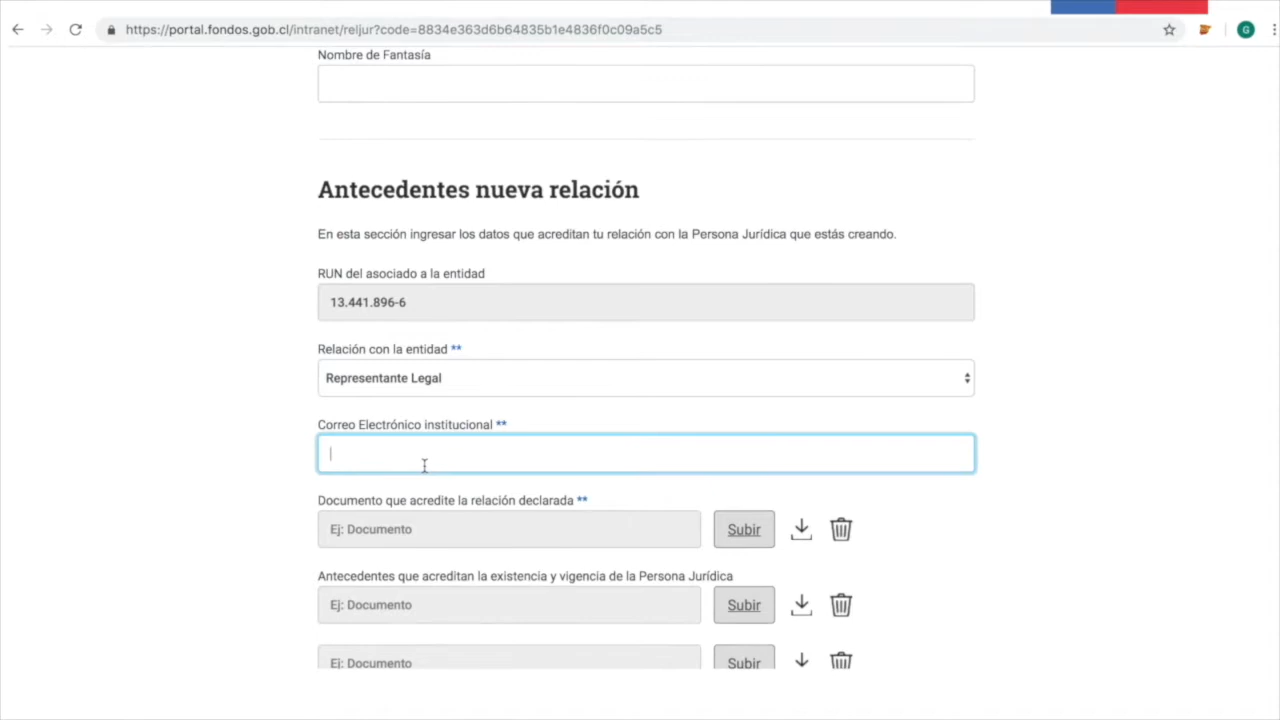 https://portal.fondos.gob.cl/intranet/reljur?code=8834e363d6b64835b1e4836f0c09a5c5
G
Nombre de Fantasía
Antecedentes nueva relación
En esta sección ingresar los datos que acreditan tu relación con la Persona Jurídica que estás creando.
RUN del asociado a la entidad
13.441.896-6
Relación con la entidad **
Representante Legal
Correo Electrónico institucional **
Documento que acredite la relación declarada **
Ej: Documento Subir
Antecedentes que acreditan la existencia y vigencia de la Persona Jurídica
Ej: Documento Subir
Ej: Documento Subir